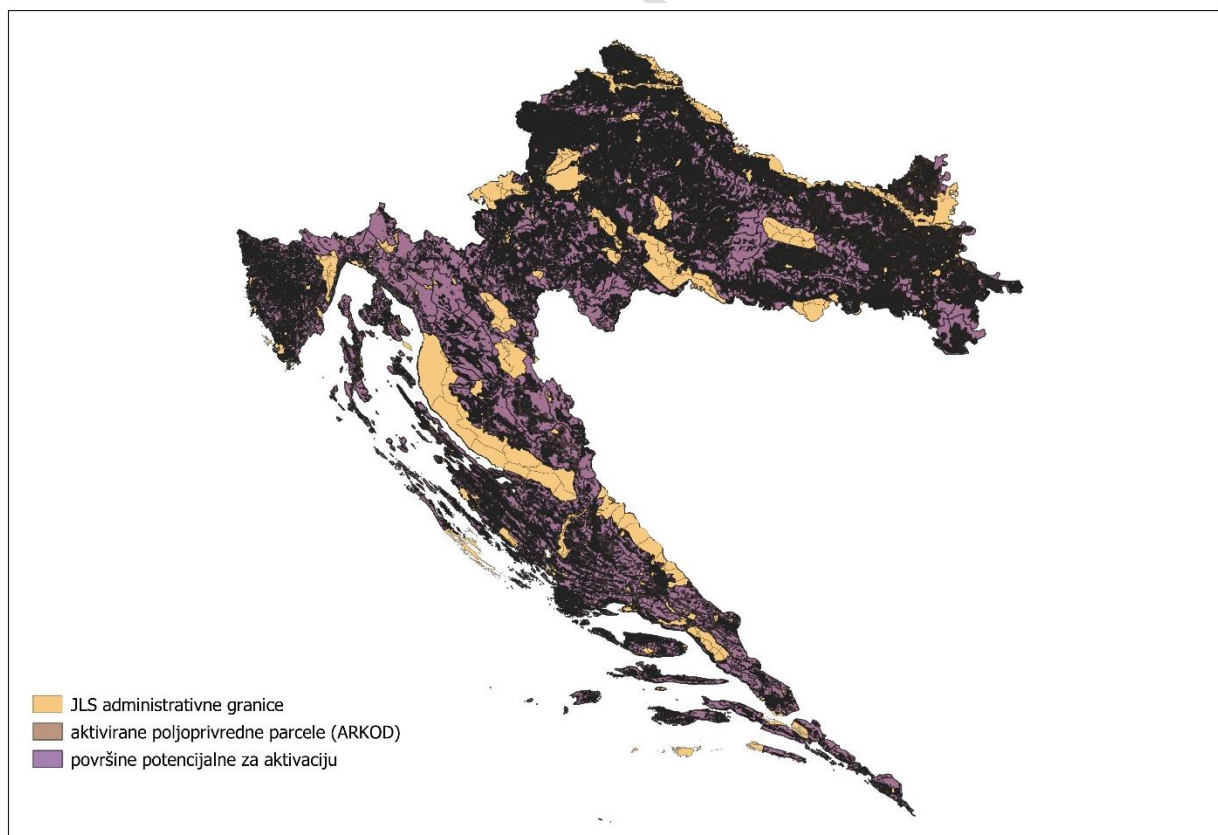 JLS administrativne granice
aktivirane poljoprivredne parcele (ARKOD)
površine potencijalne za aktivaciju